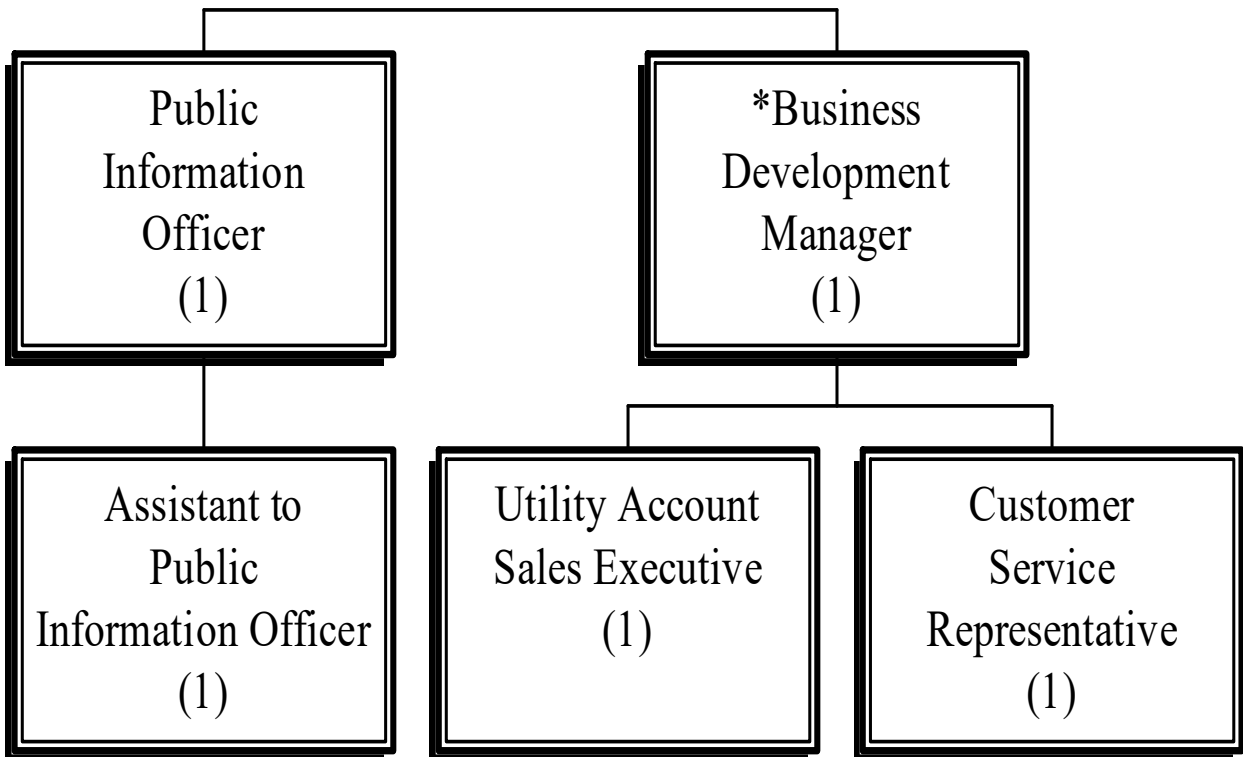 Public
Information
Officer
(1)
*Business
Development
Manager
(1)
Assistant to
Public
Information Officer
(1)
Utility Account
Sales Executive
(1)
Customer
Service
Representative
(1)